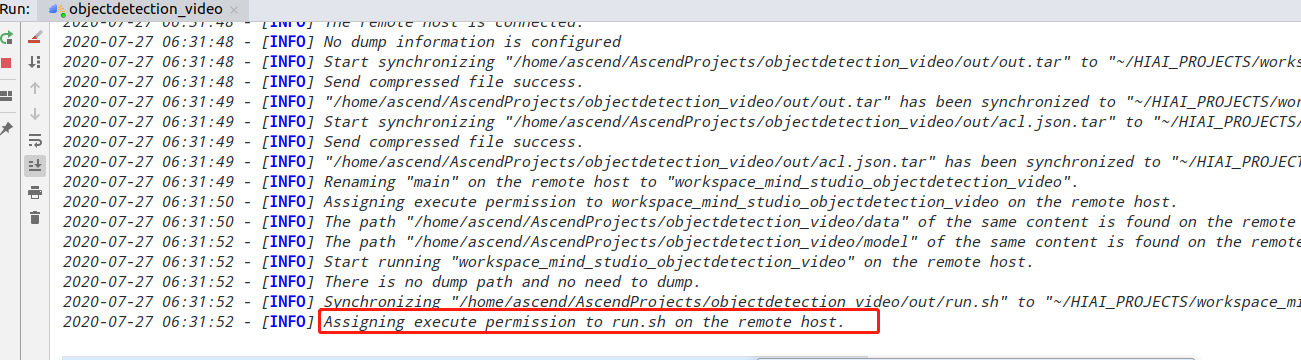 Run: objectdetection_video
2020-07-27 06:31:48 - [INFO] The remote host is connected.
2020-07-27 06:31:48 - [INFO] No dump information is configured
2020-07-27 06:31:48 - [INFO] Start synchronizing "/home/ascend/AscendProjects/objectdetection_video/out/out.tar" to "~/HIAI_PROJECTS/works
2020-07-27 06:31:48 - [INFO] Send compressed file success.
2020-07-27 06:31:49 - [INFO] "/home/ascend/AscendProjects/objectdetection_video/out/out.tar" has been synchronized to "~/HIAI_PROJECTS/wor
2020-07-27 06:31:49 - [INFO] Start synchronizing "/home/ascend/AscendProjects/objectdetection_video/out/acl.json.tar" to "~/HIAI_PROJECTS/
2020-07-27 06:31:49 - [INFO] Send compressed file success.
2020-07-27 06:31:49 - [INFO] "/home/ascend/AscendProjects/objectdetection_video/out/acl.json.tar" has been synchronized to "~/HIAI_PROJECT
2020-07-27 06:31:49 - [INFO] Renaming "main" on the remote host to "workspace_mind_studio_objectdetection_video".
2020-07-27 06:31:50 - [INFO] Assigning execute permission to workspace_mind_studio_objectdetection_video on the remote host.
2020-07-27 06:31:50 - [INFO] The path "/home/ascend/AscendProjects/objectdetection_video/data" of the same content is found on the remote
2020-07-27 06:31:52 - [INFO] The path "/home/ascend/AscendProjects/objectdetection_video/model" of the same content is found on the remote
2020-07-27 06:31:52 - [INFO] Start running "workspace_mind_studio_objectdetection_video" on the remote host.
2020-07-27 06:31:52 - [INFO] There is no dump path and no need to dump.
2020-07-27 06:31:52 - [INFO] Synchronizing "/home/ascend/AscendProjects/objectdetection_video/out/run.sh" to "~/HIAI_PROJECTS/workspace_mi
2020-07-27 06:31:52 - [INFO] Assigning execute permission to run.sh on the remote host.